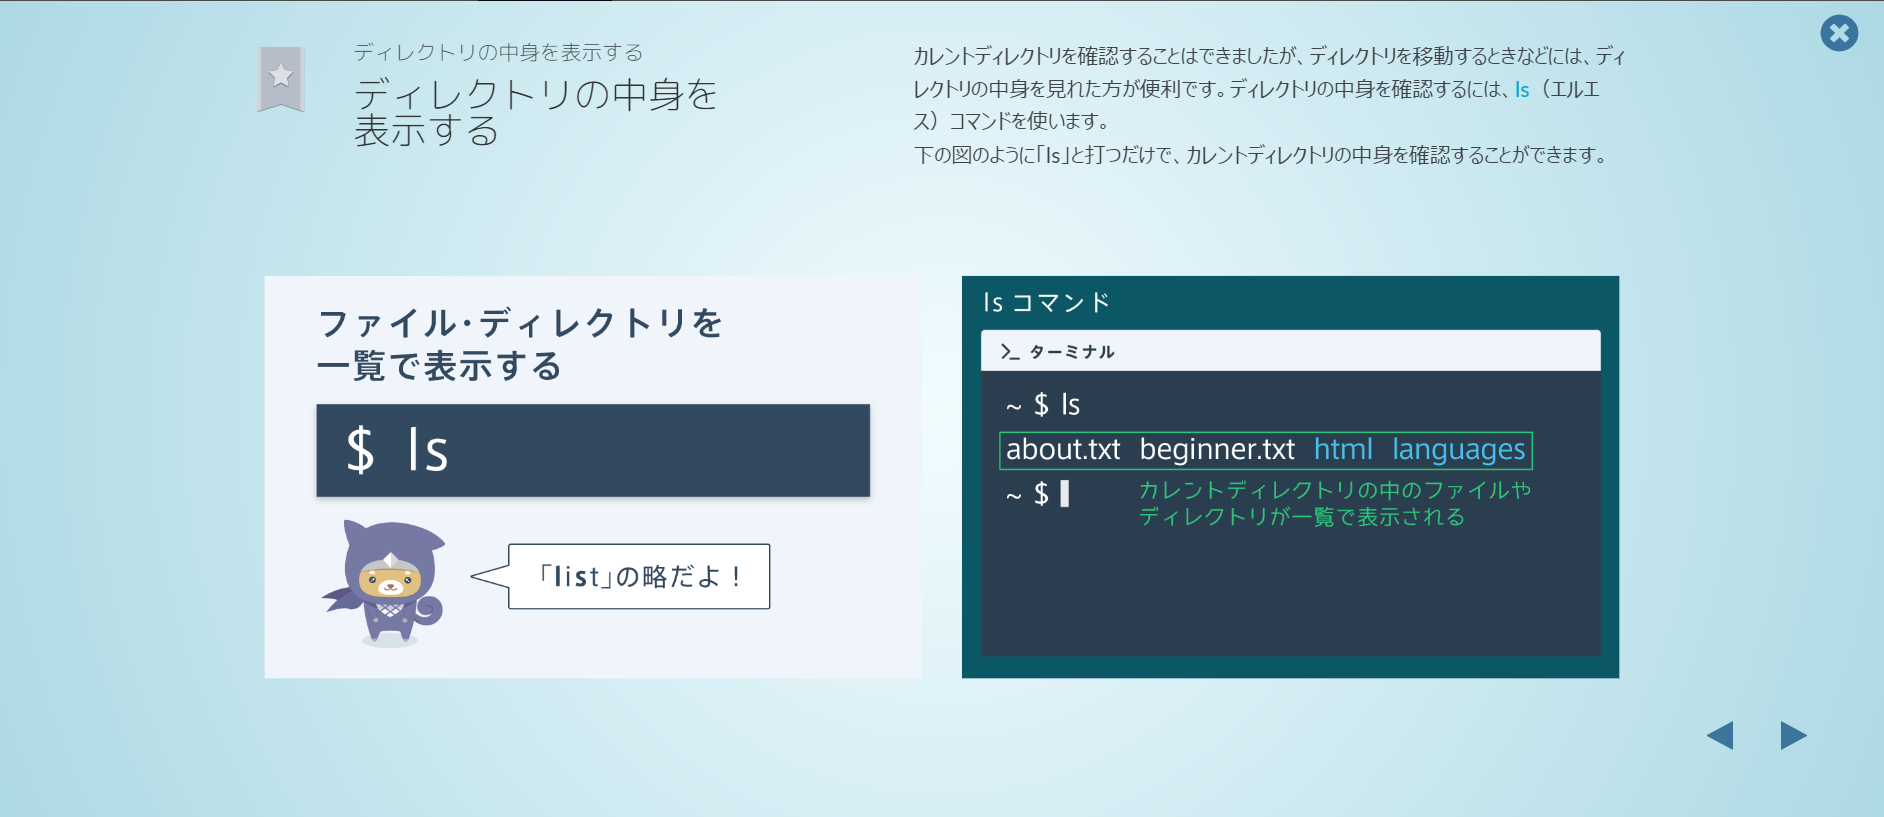 ディレクトリの中身を表示する
ディレクトリの中身を
表示する
カレントディレクトリを確認することはできましたが、ディレクトリを移動するときなどには、ディ
レクトリの中身を見れた方が便利です。ディレクトリの中身を確認するには、ls（エルエ
ス）コマンドを使います。
下の図のように「ls」と打つだけで、カレントディレクトリの中身を確認することができます。
ファイル･ディレクトリを
一覧で表示する
$ ls
「list」の略だよ！
ls コマンド
>_ ターミナル
~ $ ls
about.txt beginner.txt html languages
~ $
カレントディレクトリの中のファイルや
ディレクトリが一覧で表示される